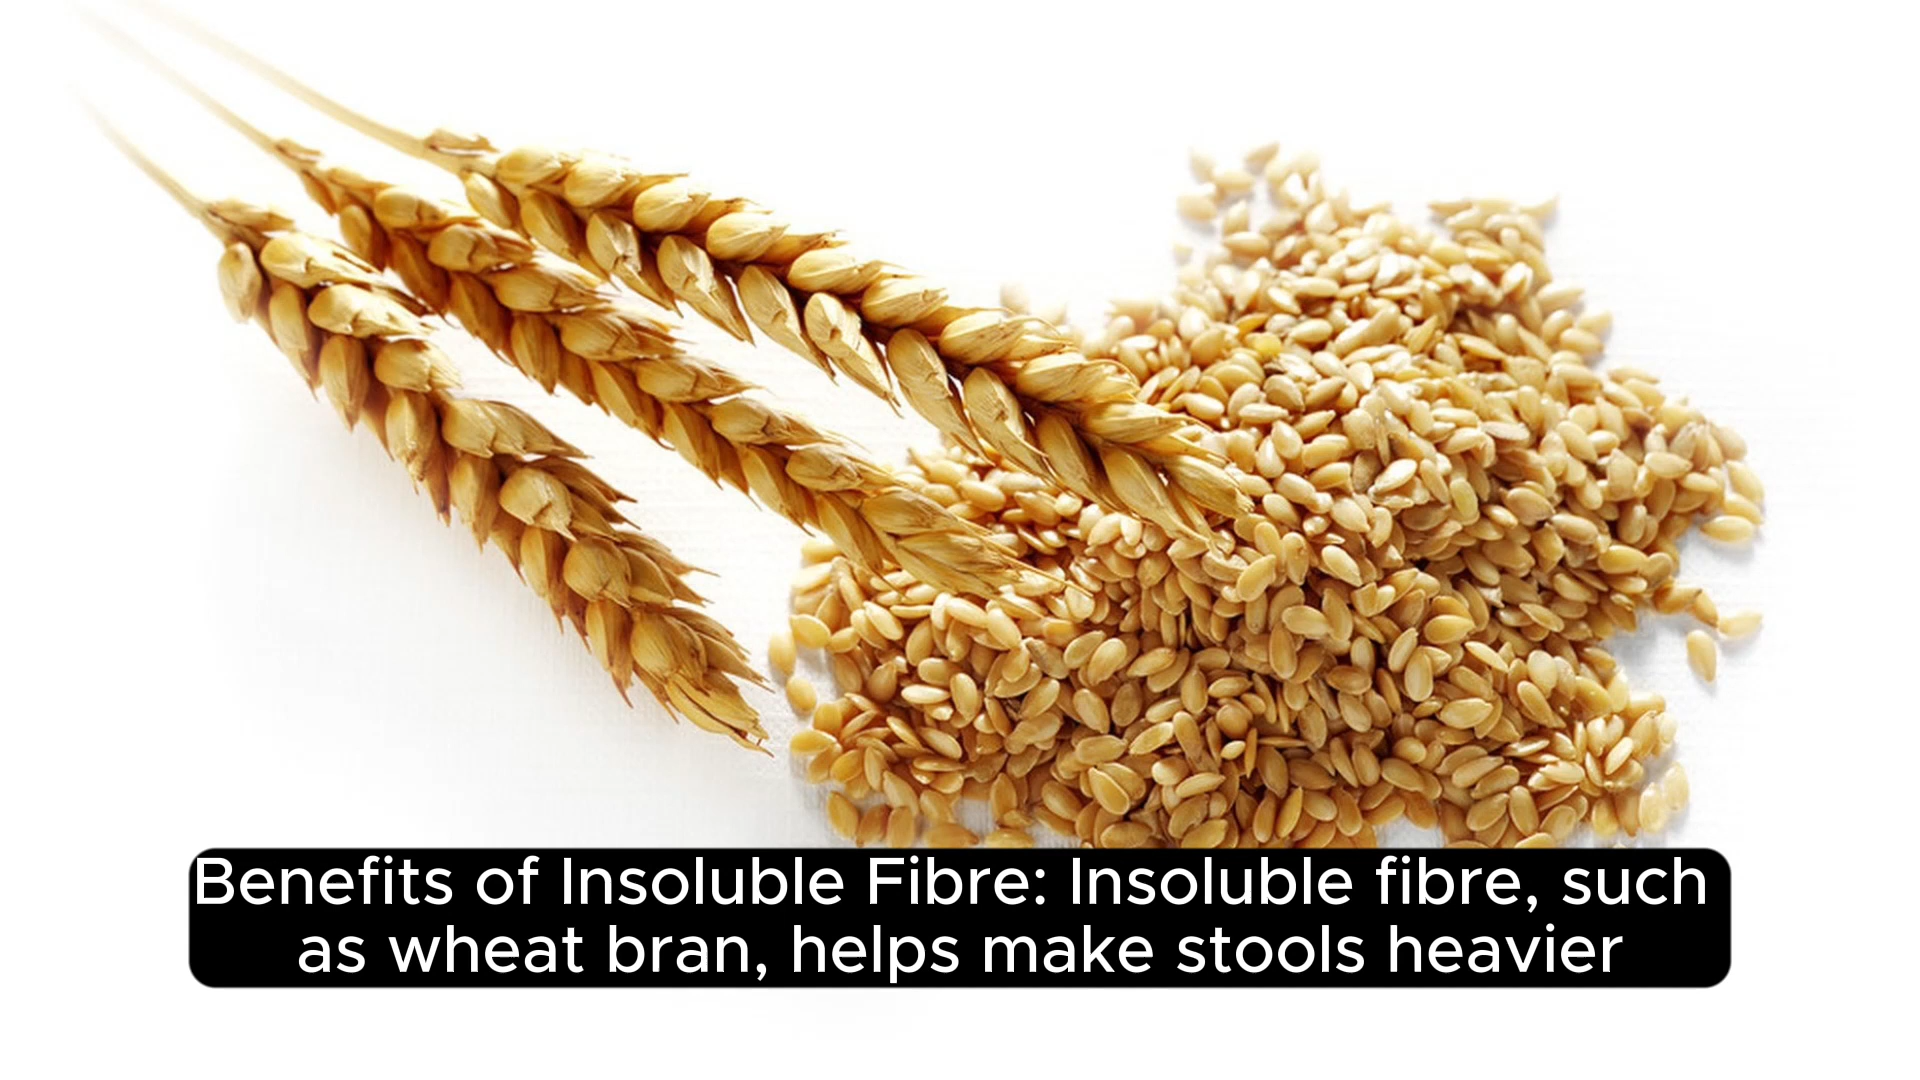 Benefits of Insoluble Fibre: Insoluble fibre, such
as wheat bran, helps make stools heavier